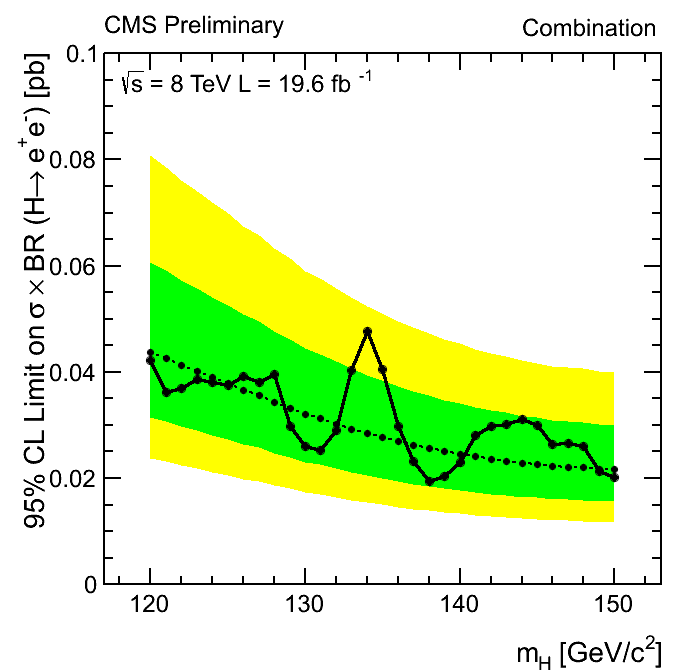 CMS Preliminary
Combination
√s = 8 TeV L = 19.6 fb⁻¹
95% CL Limit on σ × BR (H→ e⁺e⁻) [pb]
0.1
0.08
0.06
0.04
0.02
0
120
130
140
150
m_H [GeV/c²]